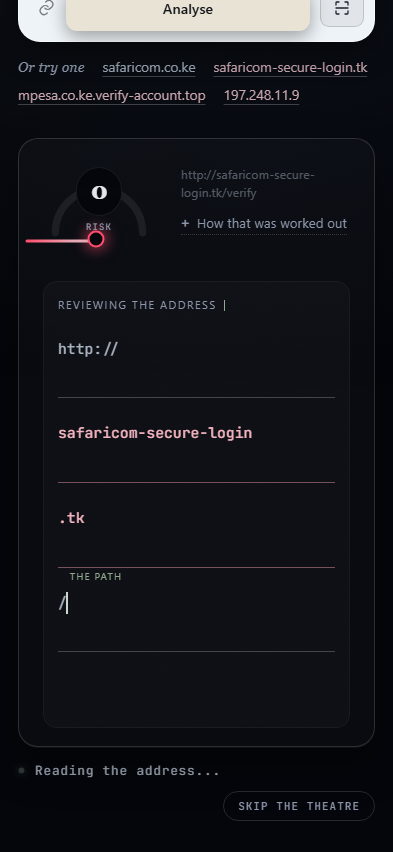 Analyse
Or try one safaricom.co.ke safaricom-secure-login.tk
mpesa.co.ke.verify-account.top 197.248.11.9
0
RISK
http://safaricom-secure-
login.tk/verify
+ How that was worked out
REVIEWING THE ADDRESS
http://
safaricom-secure-login
.tk
THE PATH
/
Reading the address...
SKIP THE THEATRE